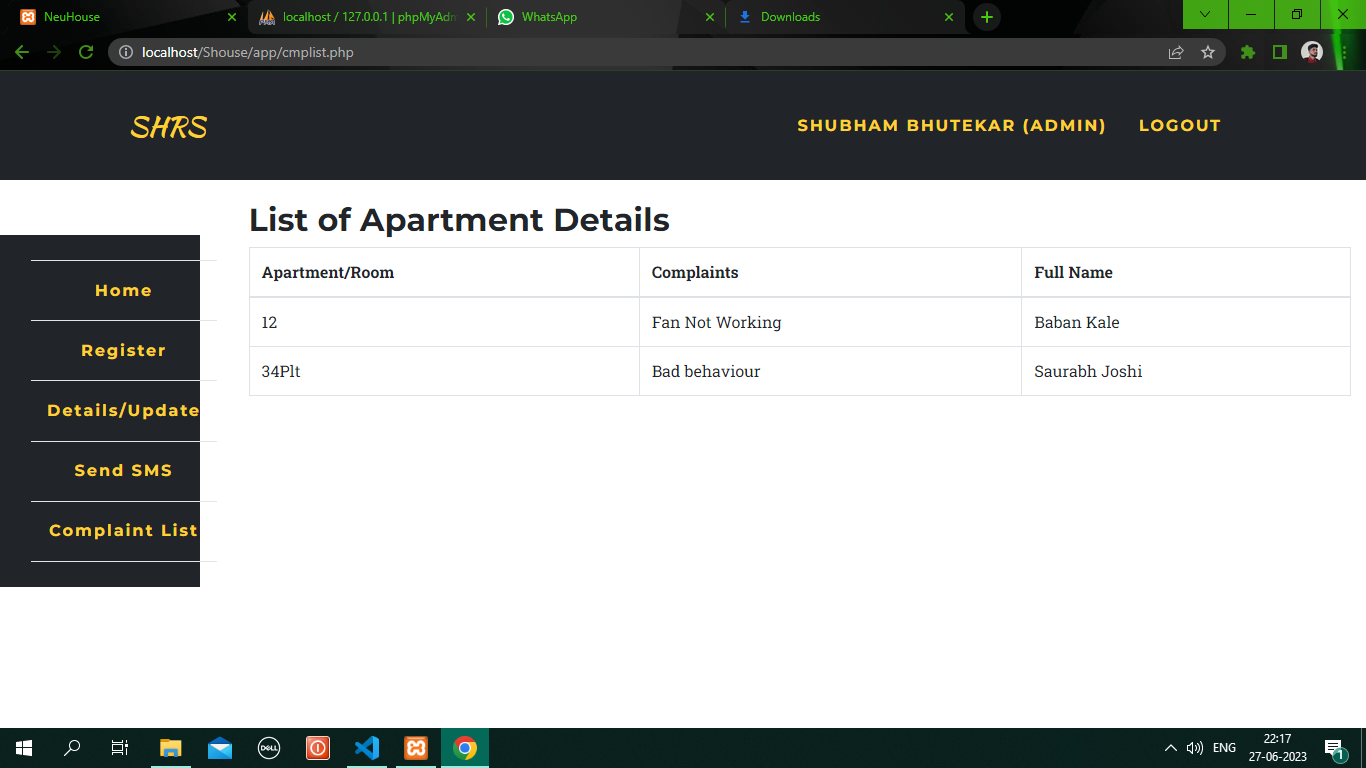 NeuHouse
localhost / 127.0.0.1 | phpMyAdm
WhatsApp
Downloads
localhost/Shouse/app/cmplist.php
SHRS
SHUBHAM BHUTEKAR (ADMIN)
LOGOUT
Home
Register
Details/Update
Send SMS
Complaint List
List of Apartment Details
Apartment/Room Complaints Full Name
12 Fan Not Working Baban Kale
34Plt Bad behaviour Saurabh Joshi
DELL
ENG
22:17
27-06-2023
1